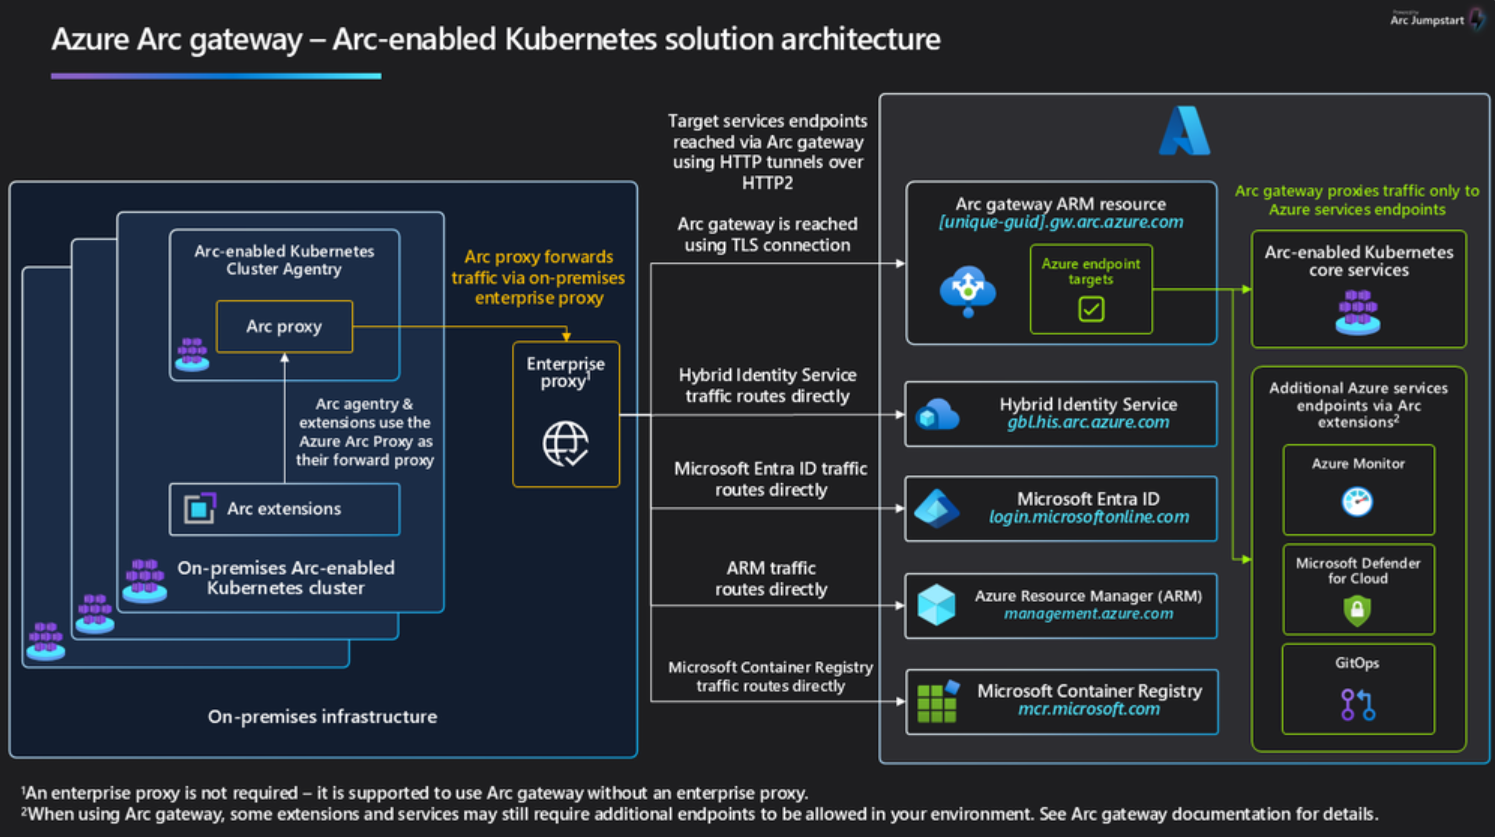 Powered by
Arc Jumpstart
Azure Arc gateway – Arc-enabled Kubernetes solution architecture
Arc-enabled Kubernetes
Cluster Agentry
Arc proxy
Arc agentry &
extensions use the
Azure Arc Proxy as
their forward proxy
Arc extensions
On-premises Arc-enabled
Kubernetes cluster
On-premises infrastructure
Arc proxy forwards
traffic via on-premises
enterprise proxy
Enterprise
proxy¹
Target services endpoints
reached via Arc gateway
using HTTP tunnels over
HTTP2
Arc gateway is reached
using TLS connection
Hybrid Identity Service
traffic routes directly
Microsoft Entra ID traffic
routes directly
ARM traffic
routes directly
Microsoft Container Registry
traffic routes directly
Arc gateway ARM resource
[unique-guid].gw.arc.azure.com
Azure endpoint
targets
Hybrid Identity Service
gbl.his.arc.azure.com
Microsoft Entra ID
login.microsoftonline.com
Azure Resource Manager (ARM)
management.azure.com
Microsoft Container Registry
mcr.microsoft.com
Arc gateway proxies traffic only to
Azure services endpoints
Arc-enabled Kubernetes
core services
Additional Azure services
endpoints via Arc
extensions²
Azure Monitor
Microsoft Defender
for Cloud
GitOps
¹An enterprise proxy is not required – it is supported to use Arc gateway without an enterprise proxy.
²When using Arc gateway, some extensions and services may still require additional endpoints to be allowed in your environment. See Arc gateway documentation for details.